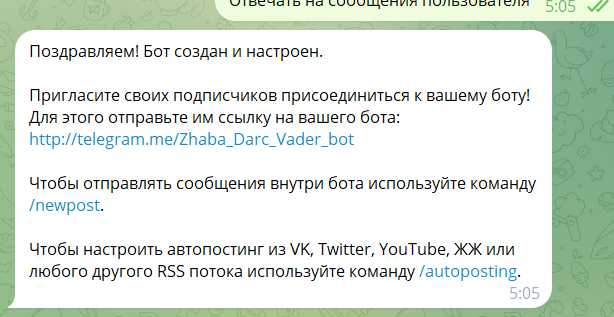 Отвечать на сообщения пользователя
5:05
Поздравляем! Бот создан и настроен.
Пригласите своих подписчиков присоединиться к вашему боту!
Для этого отправьте им ссылку на вашего бота:
http://telegram.me/Zhaba_Darc_Vader_bot
Чтобы отправлять сообщения внутри бота используйте команду
/newpost.
Чтобы настроить автопостинг из VK, Twitter, YouTube, ЖЖ или
любого другого RSS потока используйте команду /autoposting.
5:05